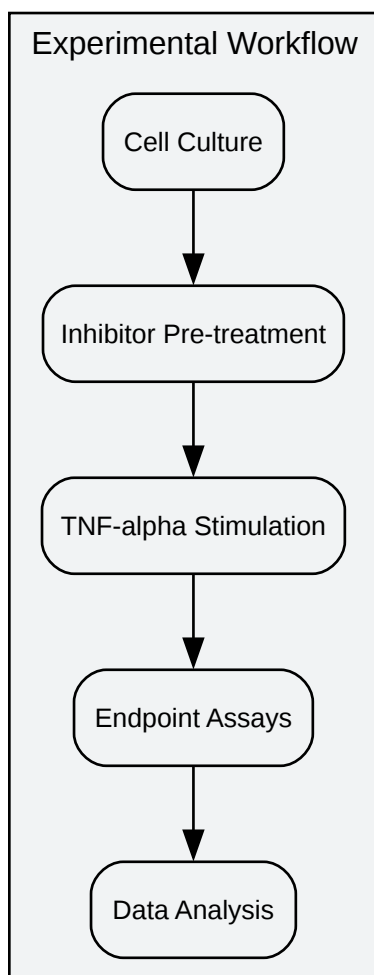 Experimental Workflow
Cell Culture
Inhibitor Pre-treatment
TNF-alpha Stimulation
Endpoint Assays
Data Analysis